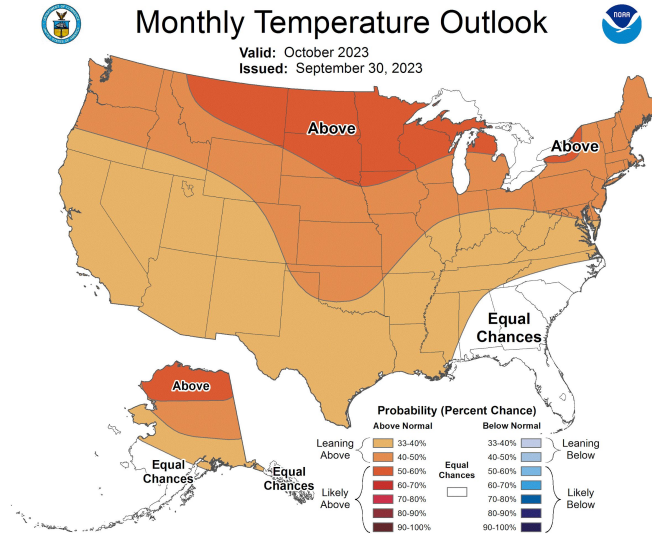 Monthly Temperature Outlook
NOAA
Valid: October 2023
Issued: September 30, 2023
Above
Above
Equal
Chances
Above
Equal
Chances
Equal
Chances
Probability (Percent Chance)
Above Normal
Below Normal
Leaning
Above
33-40%
40-50%
Likely
Above
50-60%
60-70%
70-80%
80-90%
90-100%
Equal
Chances
33-40%
40-50%
Leaning
Below
50-60%
60-70%
70-80%
80-90%
90-100%
Likely
Below